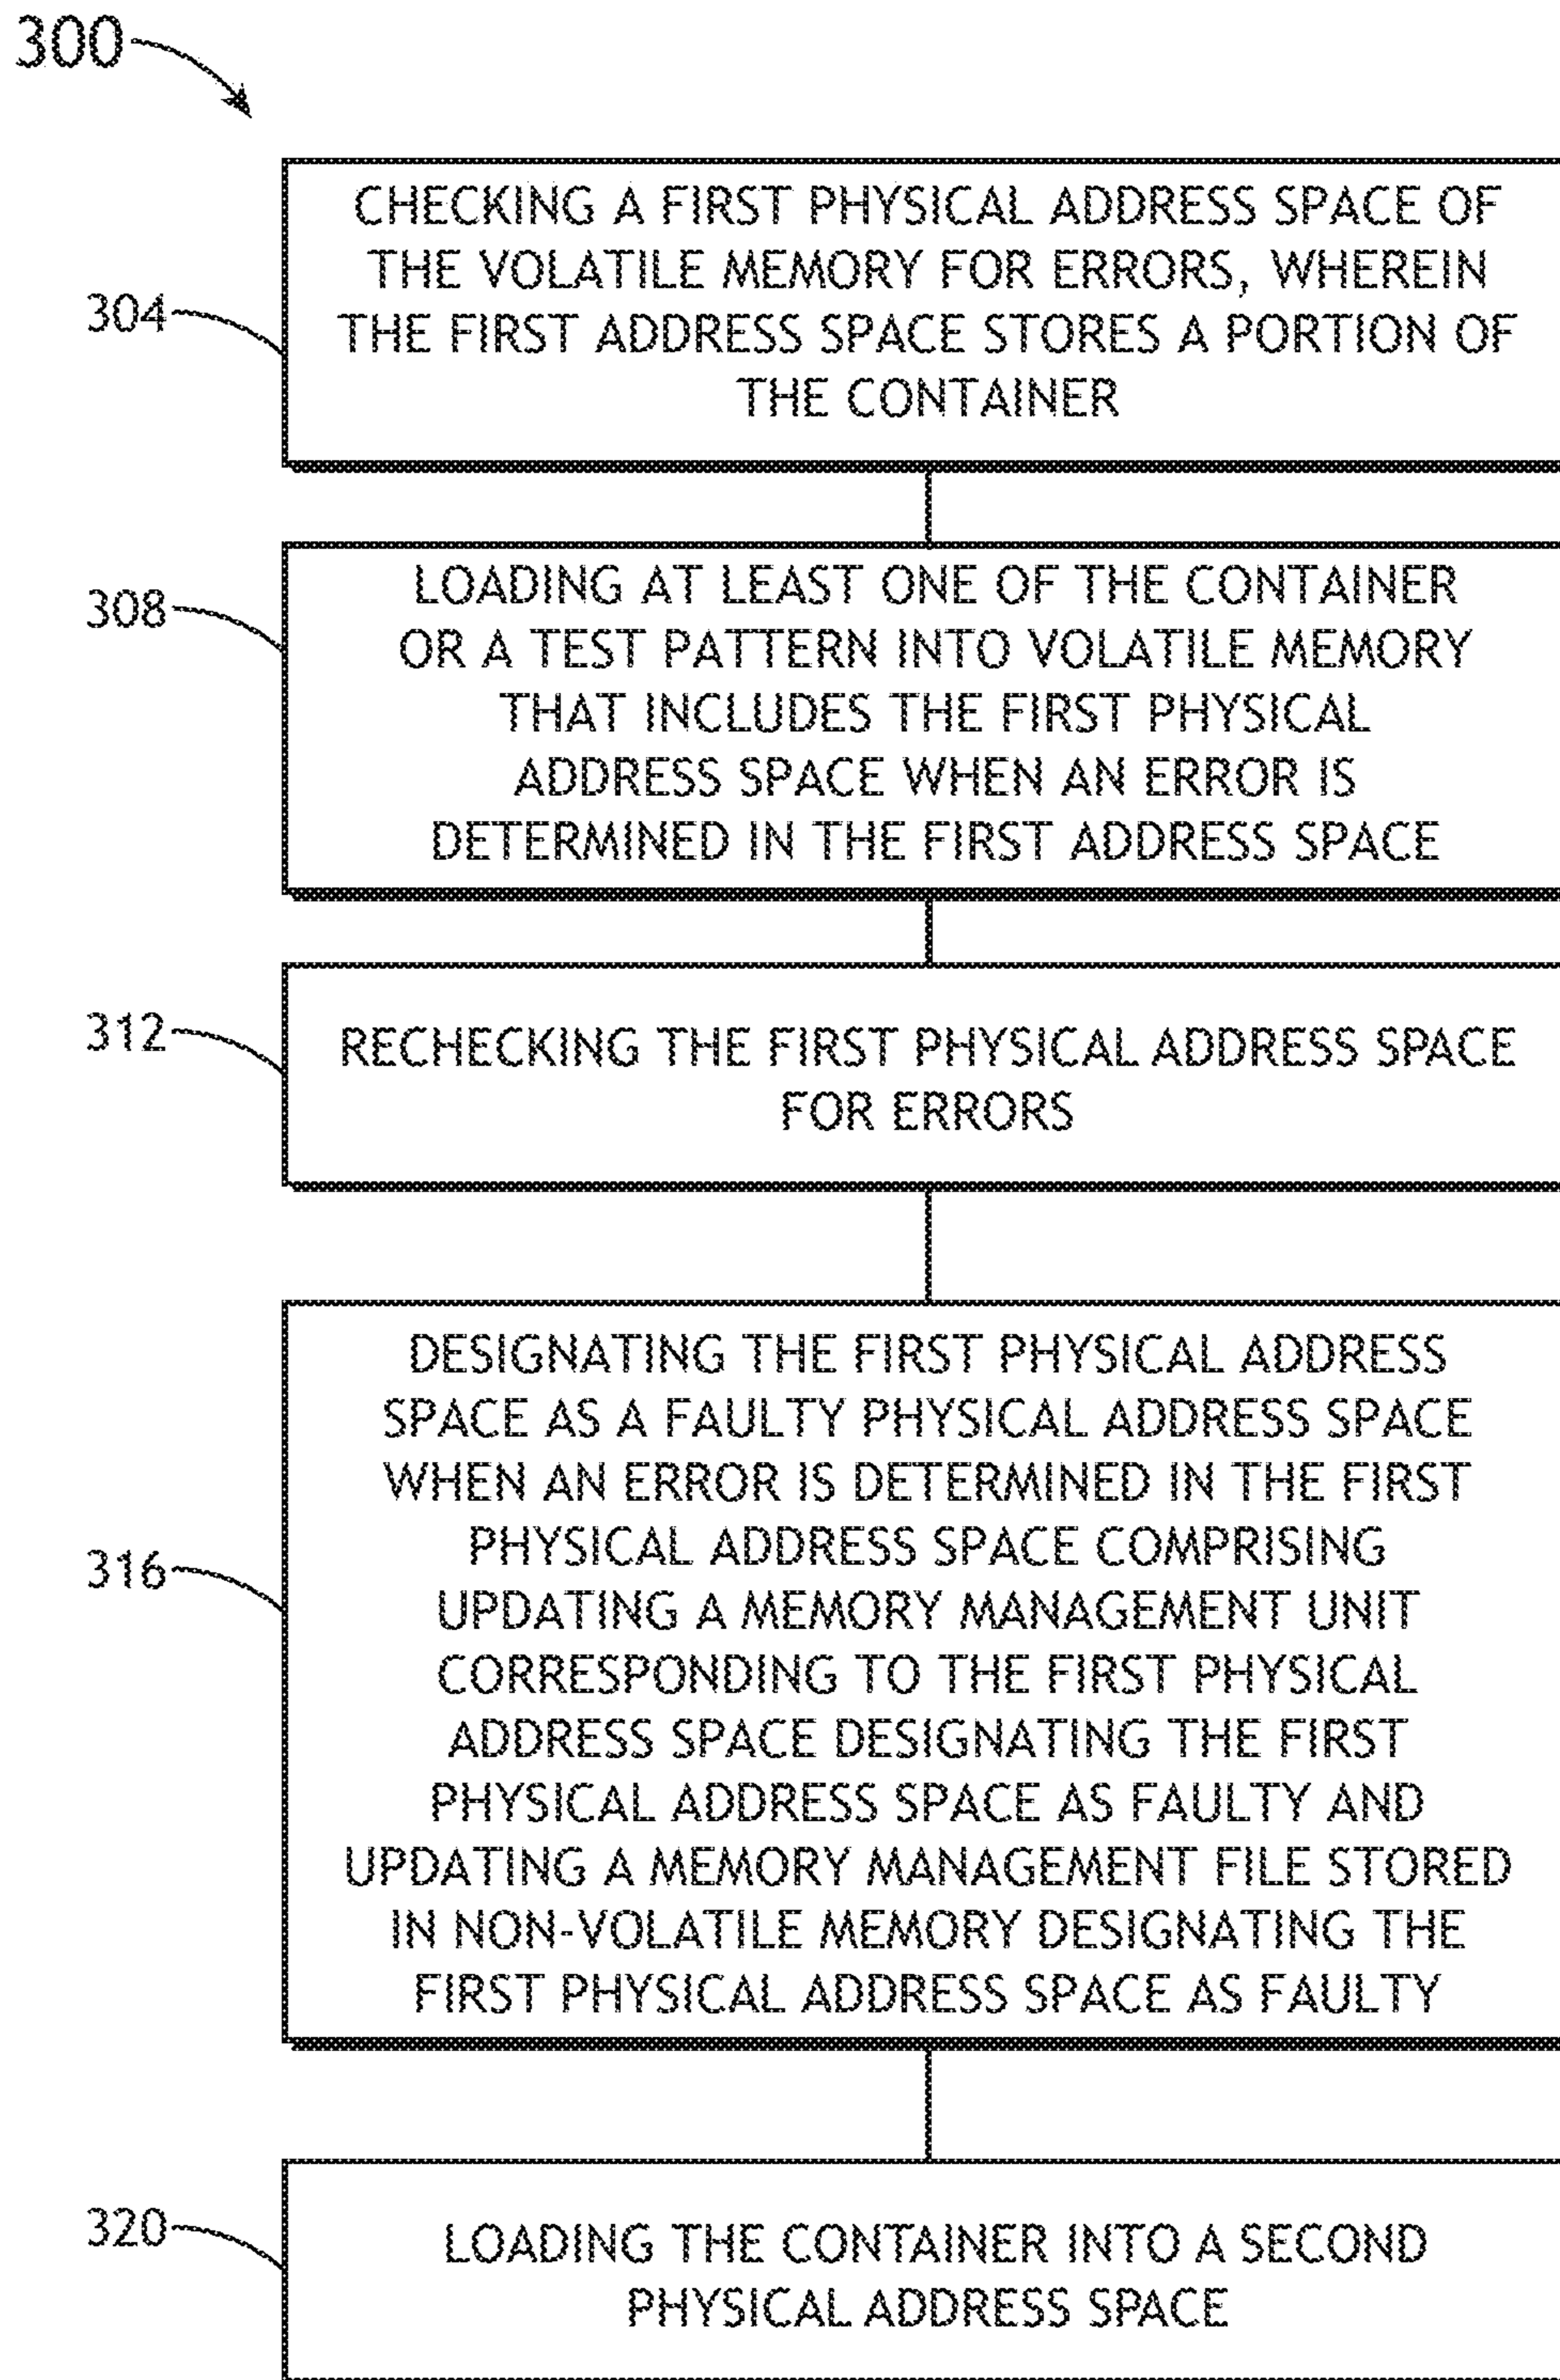 300
304
CHECKING A FIRST PHYSICAL ADDRESS SPACE OF
THE VOLATILE MEMORY FOR ERRORS, WHEREIN
THE FIRST ADDRESS SPACE STORES A PORTION OF
THE CONTAINER
308
LOADING AT LEAST ONE OF THE CONTAINER
OR A TEST PATTERN INTO VOLATILE MEMORY
THAT INCLUDES THE FIRST PHYSICAL
ADDRESS SPACE WHEN AN ERROR IS
DETERMINED IN THE FIRST ADDRESS SPACE
312
RECHECKING THE FIRST PHYSICAL ADDRESS SPACE
FOR ERRORS
316
DESIGNATING THE FIRST PHYSICAL ADDRESS
SPACE AS A FAULTY PHYSICAL ADDRESS SPACE
WHEN AN ERROR IS DETERMINED IN THE FIRST
PHYSICAL ADDRESS SPACE COMPRISING
UPDATING A MEMORY MANAGEMENT UNIT
CORRESPONDING TO THE FIRST PHYSICAL
ADDRESS SPACE DESIGNATING THE FIRST
PHYSICAL ADDRESS SPACE AS FAULTY AND
UPDATING A MEMORY MANAGEMENT FILE STORED
IN NON-VOLATILE MEMORY DESIGNATING THE
FIRST PHYSICAL ADDRESS SPACE AS FAULTY
320
LOADING THE CONTAINER INTO A SECOND
PHYSICAL ADDRESS SPACE